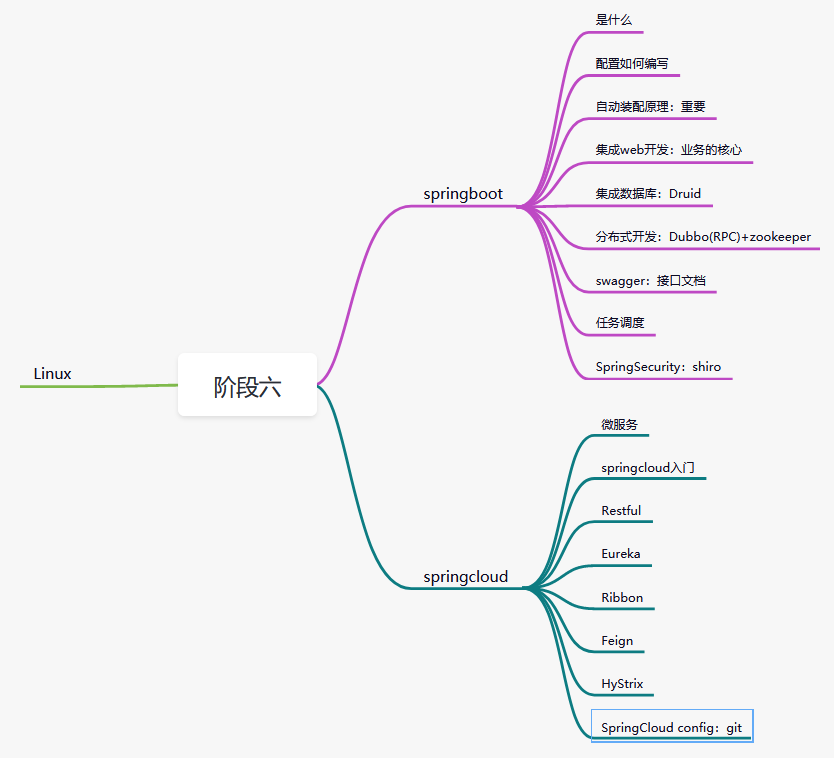 Linux
阶段六
springboot
是什么
配置如何编写
自动装配原理：重要
集成web开发：业务的核心
集成数据库：Druid
分布式开发：Dubbo(RPC)+zookeeper
swagger：接口文档
任务调度
SpringSecurity：shiro
springcloud
微服务
springcloud入门
Restful
Eureka
Ribbon
Feign
HyStrix
SpringCloud config：git